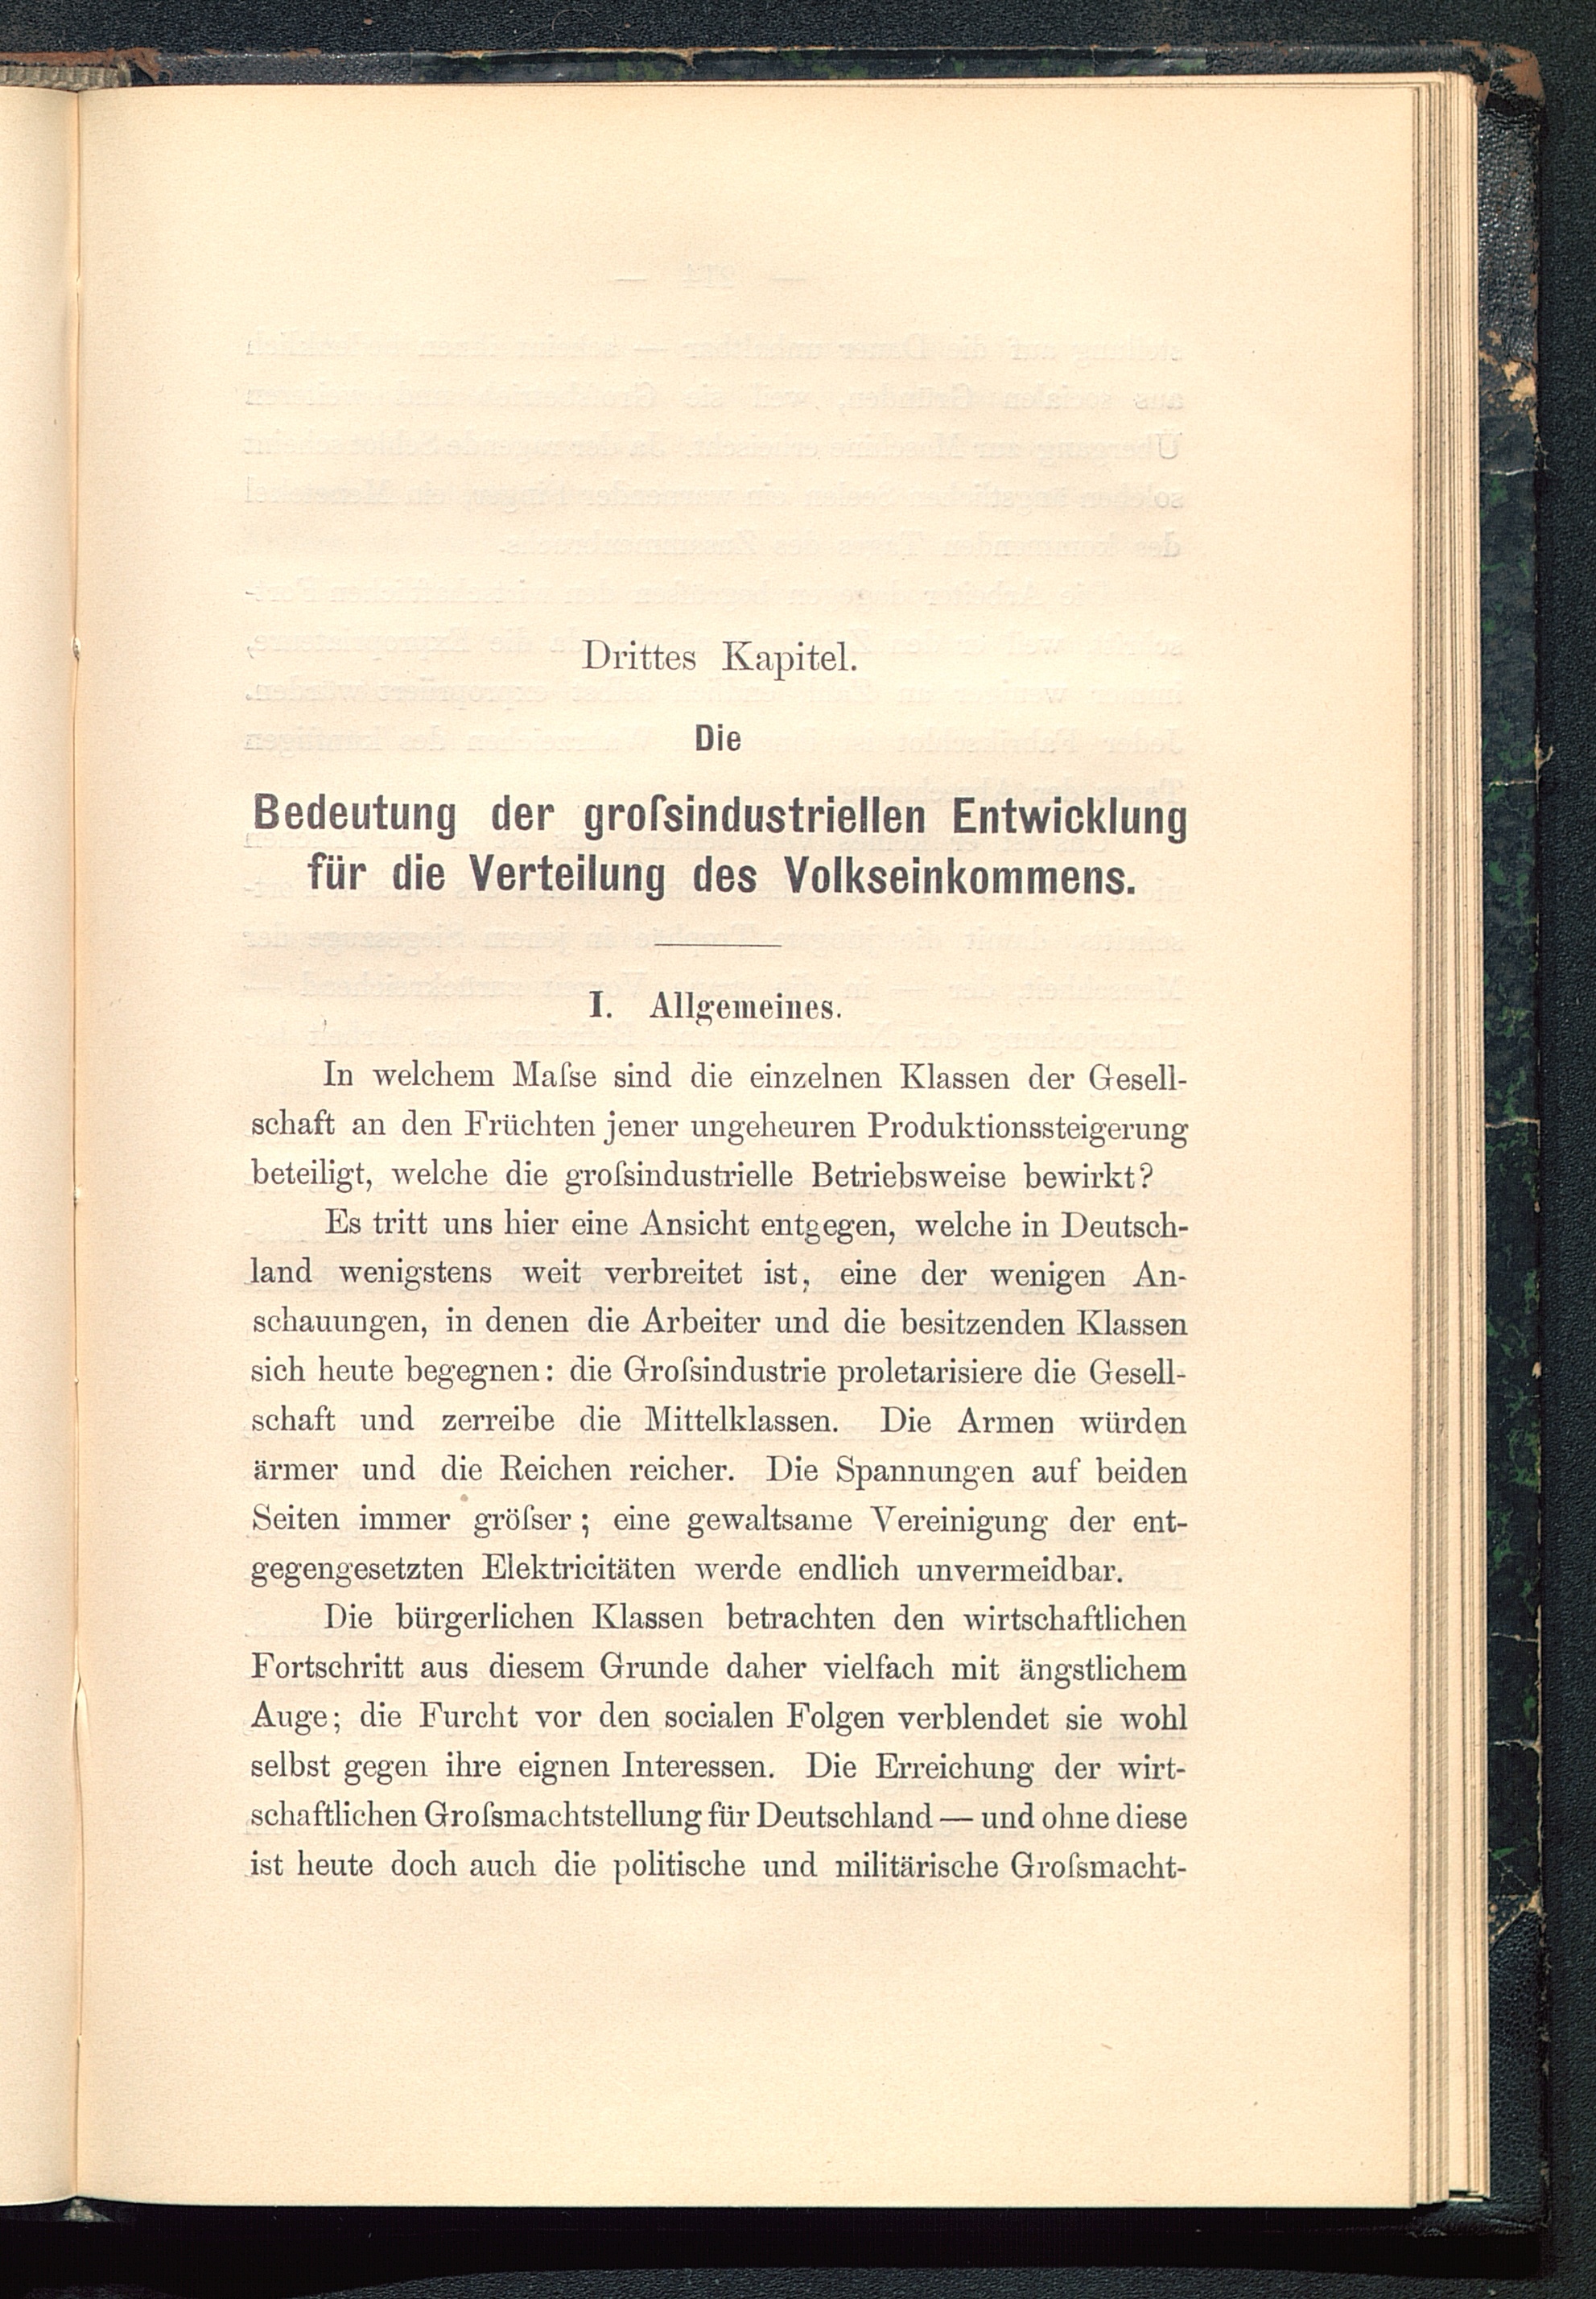 Drittes Kapitel.
Die
Bedeutung der groſsindustriellen Entwicklung
für die Verteilung des Volkseinkommens.
I. Allgemeines.
In welchem Maſse sind die einzelnen Klassen der Gesell-
schaft an den Früchten jener ungeheuren Produktionssteigerung
beteiligt, welche die groſsindustrielle Betriebsweise bewirkt?
Es tritt uns hier eine Ansicht entgegen, welche in Deutsch-
land wenigstens weit verbreitet ist, eine der wenigen An-
schauungen, in denen die Arbeiter und die besitzenden Klassen
sich heute begegnen: die Groſsindustrie proletarisiere die Gesell-
schaft und zerreibe die Mittelklassen. Die Armen würden
ärmer und die Reichen reicher. Die Spannungen auf beiden
Seiten immer gröſser; eine gewaltsame Vereinigung der ent-
gegengesetzten Elektricitäten werde endlich unvermeidbar.
Die bürgerlichen Klassen betrachten den wirtschaftlichen
Fortschritt aus diesem Grunde daher vielfach mit ängstlichem
Auge; die Furcht vor den socialen Folgen verblendet sie wohl
selbst gegen ihre eignen Interessen. Die Erreichung der wirt-
schaftlichen Groſsmachtstellung für Deutschland — und ohne diese
ist heute doch auch die politische und militärische Groſsmacht-